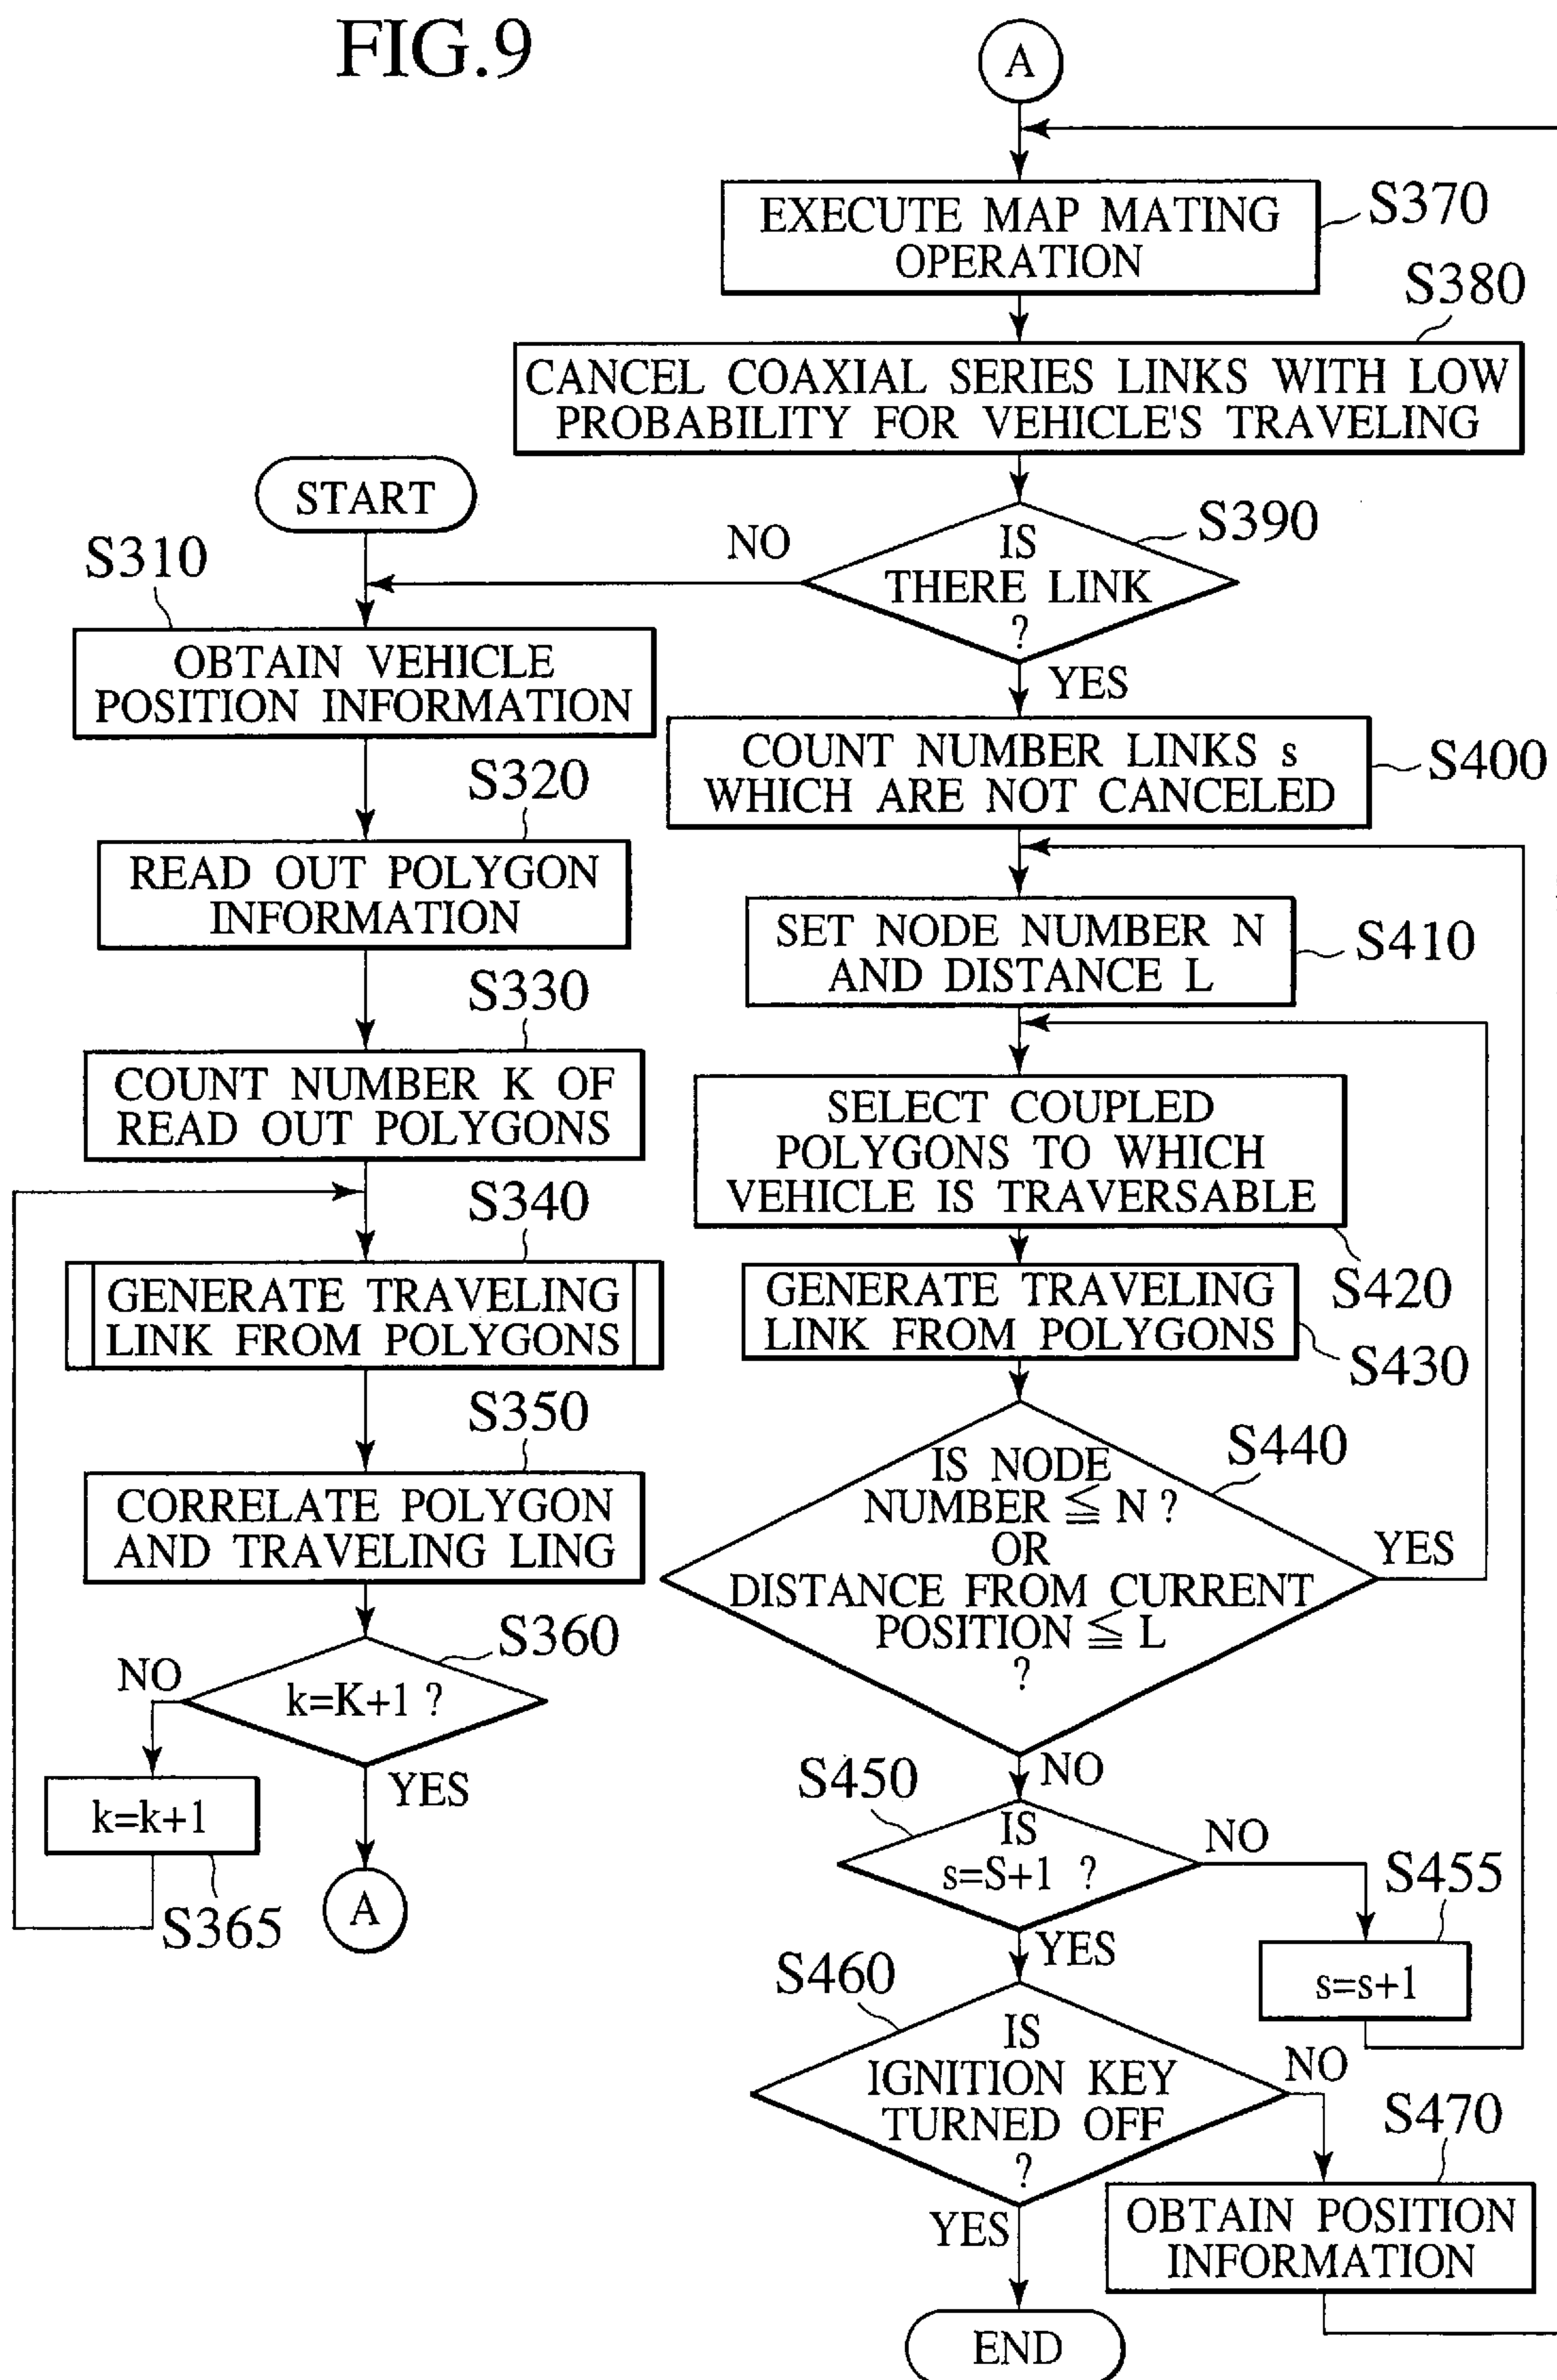 FIG.9
START
S310
OBTAIN VEHICLE
POSITION INFORMATION
S320
READ OUT POLYGON
INFORMATION
S330
COUNT NUMBER K OF
READ OUT POLYGONS
S340
GENERATE TRAVELING
LINK FROM POLYGONS
S350
CORRELATE POLYGON
AND TRAVELING LING
S360
k=K+1 ?
NO
k=k+1
S365
YES
A
A
EXECUTE MAP MATING
OPERATION
S370
S380
CANCEL COAXIAL SERIES LINKS WITH LOW
PROBABILITY FOR VEHICLE'S TRAVELING
S390
NO
IS
THERE LINK
?
YES
COUNT NUMBER LINKS s
WHICH ARE NOT CANCELED
S400
SET NODE NUMBER N
AND DISTANCE L
S410
SELECT COUPLED
POLYGONS TO WHICH
VEHICLE IS TRAVERSABLE
S420
GENERATE TRAVELING
LINK FROM POLYGONS
S430
S440
IS NODE
NUMBER ≦ N ?
OR
DISTANCE FROM CURRENT
POSITION ≦ L
?
YES
NO
S450
IS
s=S+1 ?
NO
S455
s=s+1
YES
S460
IS
IGNITION KEY
TURNED OFF
?
NO
S470
OBTAIN POSITION
INFORMATION
YES
END